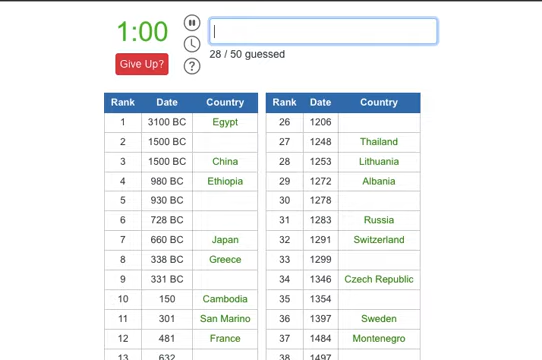 1:00
Give Up?
28 / 50 guessed
Rank Date Country
1 3100 BC Egypt
2 1500 BC
3 1500 BC China
4 980 BC Ethiopia
5 930 BC
6 728 BC
7 660 BC Japan
8 338 BC Greece
9 331 BC
10 150 Cambodia
11 301 San Marino
12 481 France
13 632
Rank Date Country
26 1206
27 1248 Thailand
28 1253 Lithuania
29 1272 Albania
30 1278
31 1283 Russia
32 1291 Switzerland
33 1299
34 1346 Czech Republic
35 1354
36 1397 Sweden
37 1484 Montenegro
38 1497